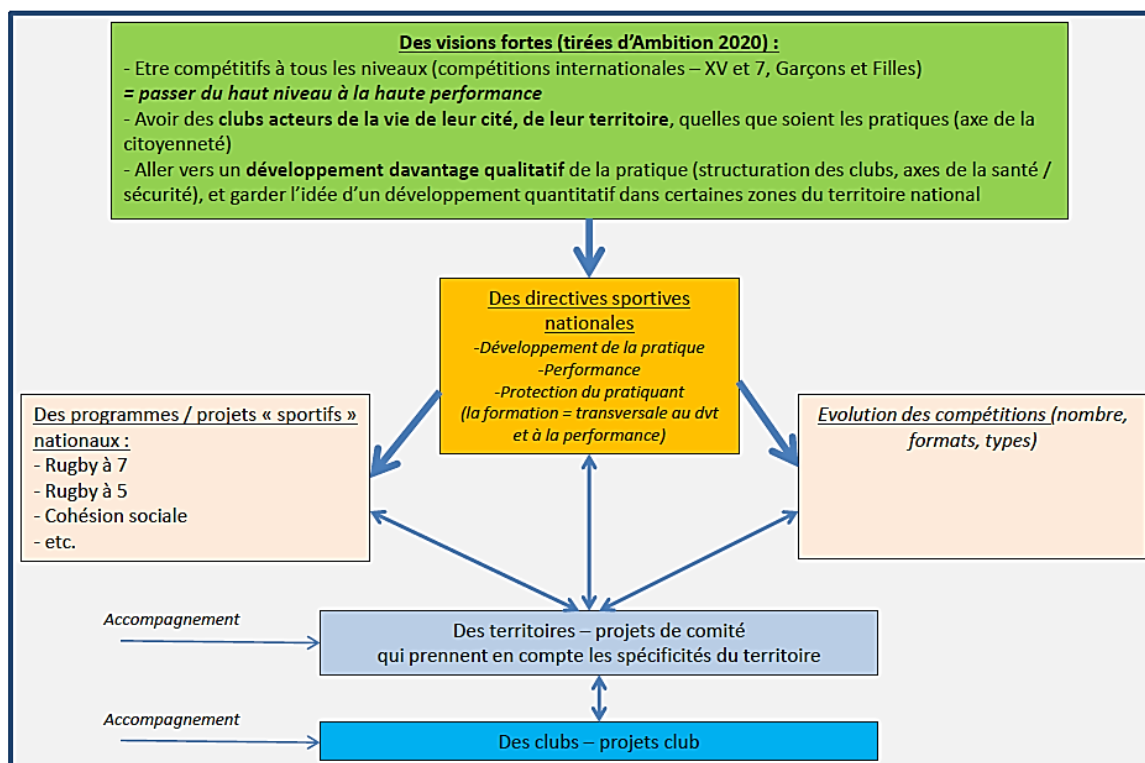 Des visions fortes (tirées d'Ambition 2020) :
- Etre compétitifs à tous les niveaux (compétitions internationales – XV et 7, Garçons et Filles)
= passer du haut niveau à la haute performance
- Avoir des clubs acteurs de la vie de leur cité, de leur territoire, quelles que soient les pratiques (axe de la
citoyenneté)
- Aller vers un développement davantage qualitatif de la pratique (structuration des clubs, axes de la santé /
sécurité), et garder l'idée d'un développement quantitatif dans certaines zones du territoire national
Des directives sportives
nationales
-Développement de la pratique
-Performance
-Protection du pratiquant
(la formation = transversale au dvt
et à la performance)
Des programmes / projets « sportifs »
nationaux :
- Rugby à 7
- Rugby à 5
- Cohésion sociale
- etc.
Evolution des compétitions (nombre,
formats, types)
Accompagnement
Des territoires – projets de comité
qui prennent en compte les spécificités du territoire
Accompagnement
Des clubs – projets club